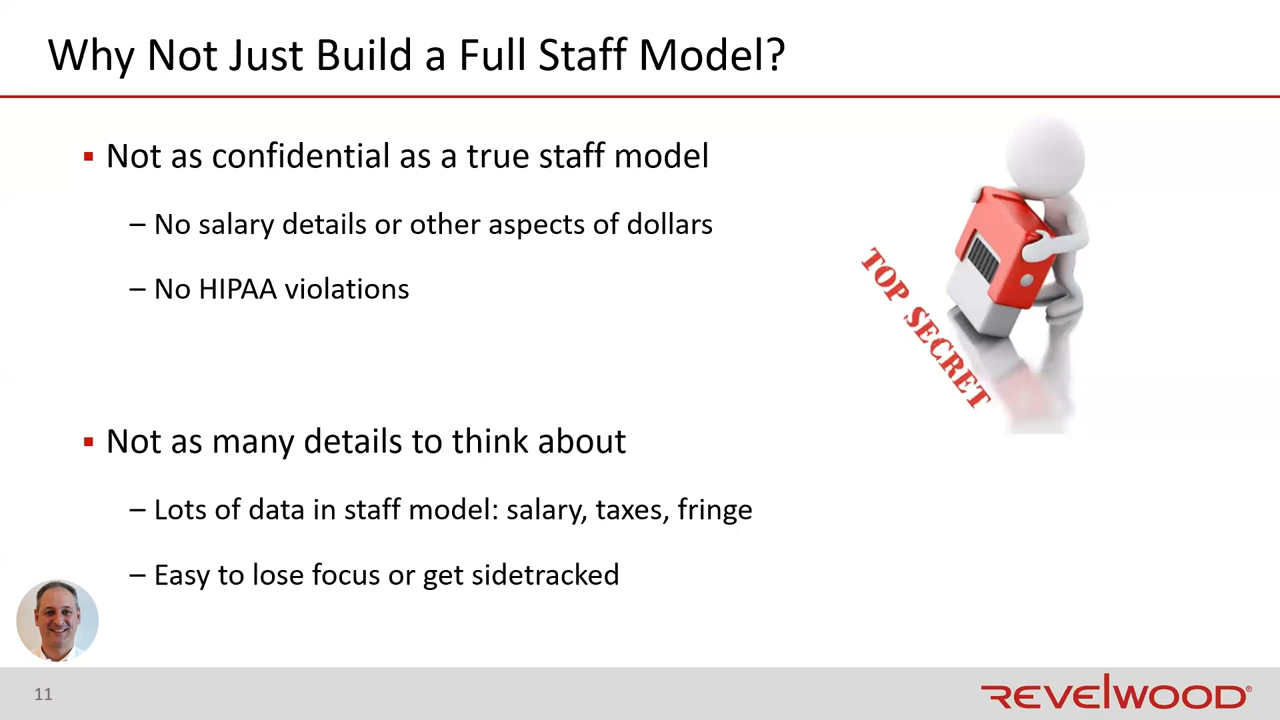 Why Not Just Build a Full Staff Model?
▪ Not as confidential as a true staff model
– No salary details or other aspects of dollars
– No HIPAA violations
TOP SECRET
▪ Not as many details to think about
– Lots of data in staff model: salary, taxes, fringe
– Easy to lose focus or get sidetracked
11
REVELWOOD®